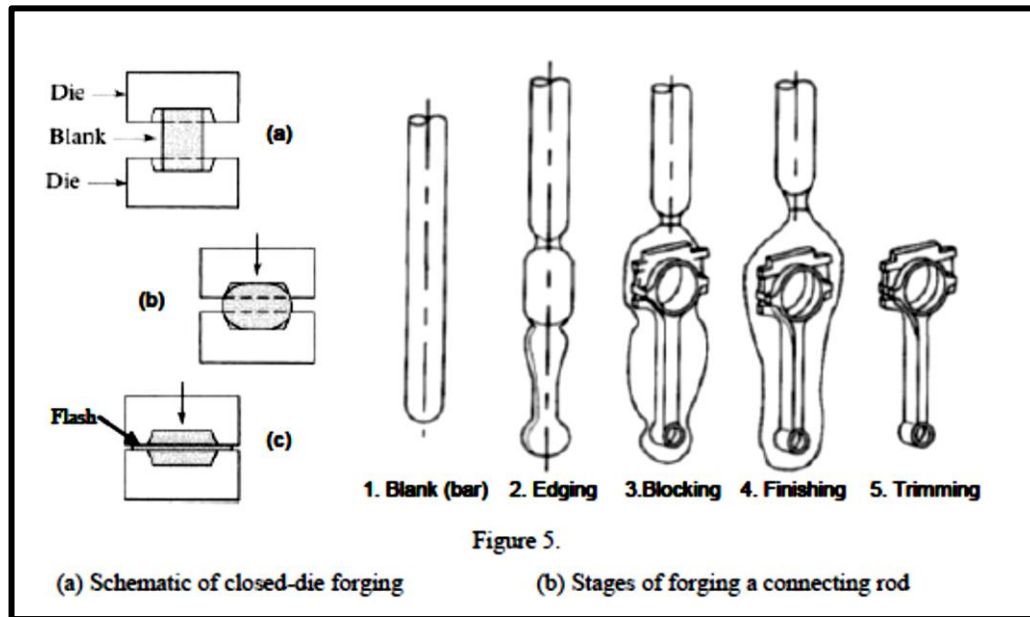 Die
(a)
Blank
Die
(b)
Flash
(c)
1. Blank (bar) 2. Edging 3.Blocking 4. Finishing 5. Trimming
Figure 5.
(a) Schematic of closed-die forging (b) Stages of forging a connecting rod